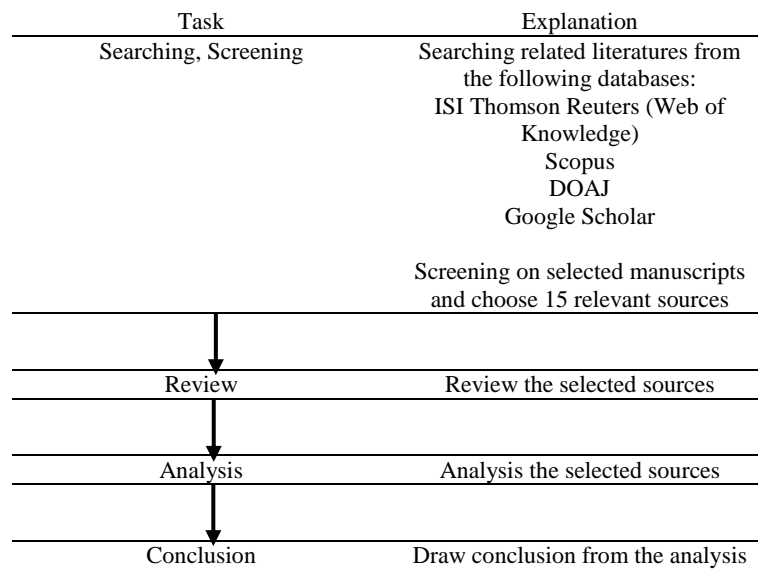 Task Explanation
Searching, Screening Searching related literatures from
the following databases:
ISI Thomson Reuters (Web of
Knowledge)
Scopus
DOAJ
Google Scholar
Screening on selected manuscripts
and choose 15 relevant sources
Review Review the selected sources
Analysis Analysis the selected sources
Conclusion Draw conclusion from the analysis